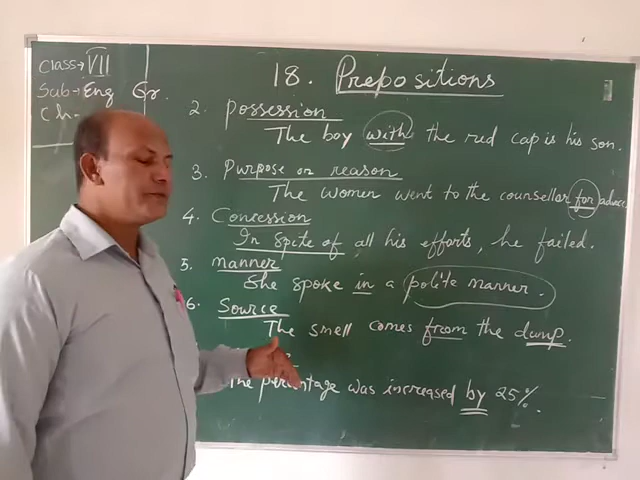 Class→ VII
Sub→ Eng Gr.
Ch-
18. Prepositions
2. Possession
The boy with the red cap is his son.
3. Purpose or reason
The women went to the counsellor for advice
4. Concession
In spite of all his efforts, he failed.
5. manner
She spoke in a polite manner.
6. Source
The smell comes from the dump.
The percentage was increased by 25%.